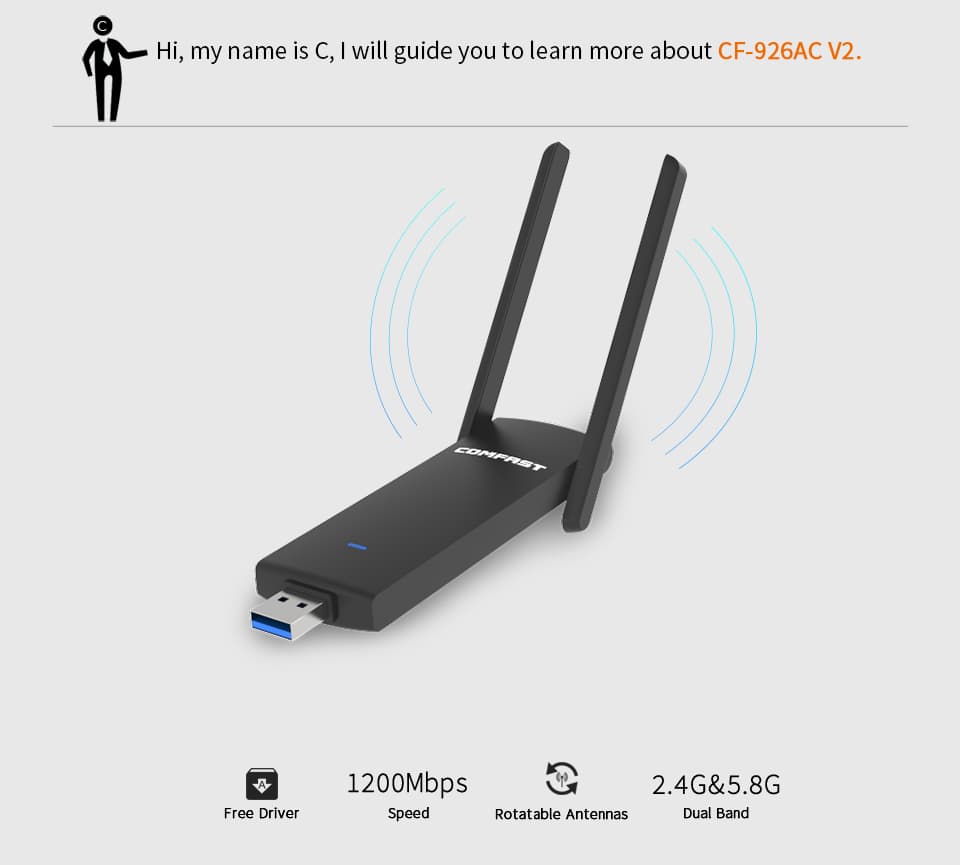 C
Hi, my name is C, I will guide you to learn more about CF-926AC V2.
COMFAST
A
1200Mbps
2.4G&5.8G
Free Driver
Speed
Rotatable Antennas
Dual Band